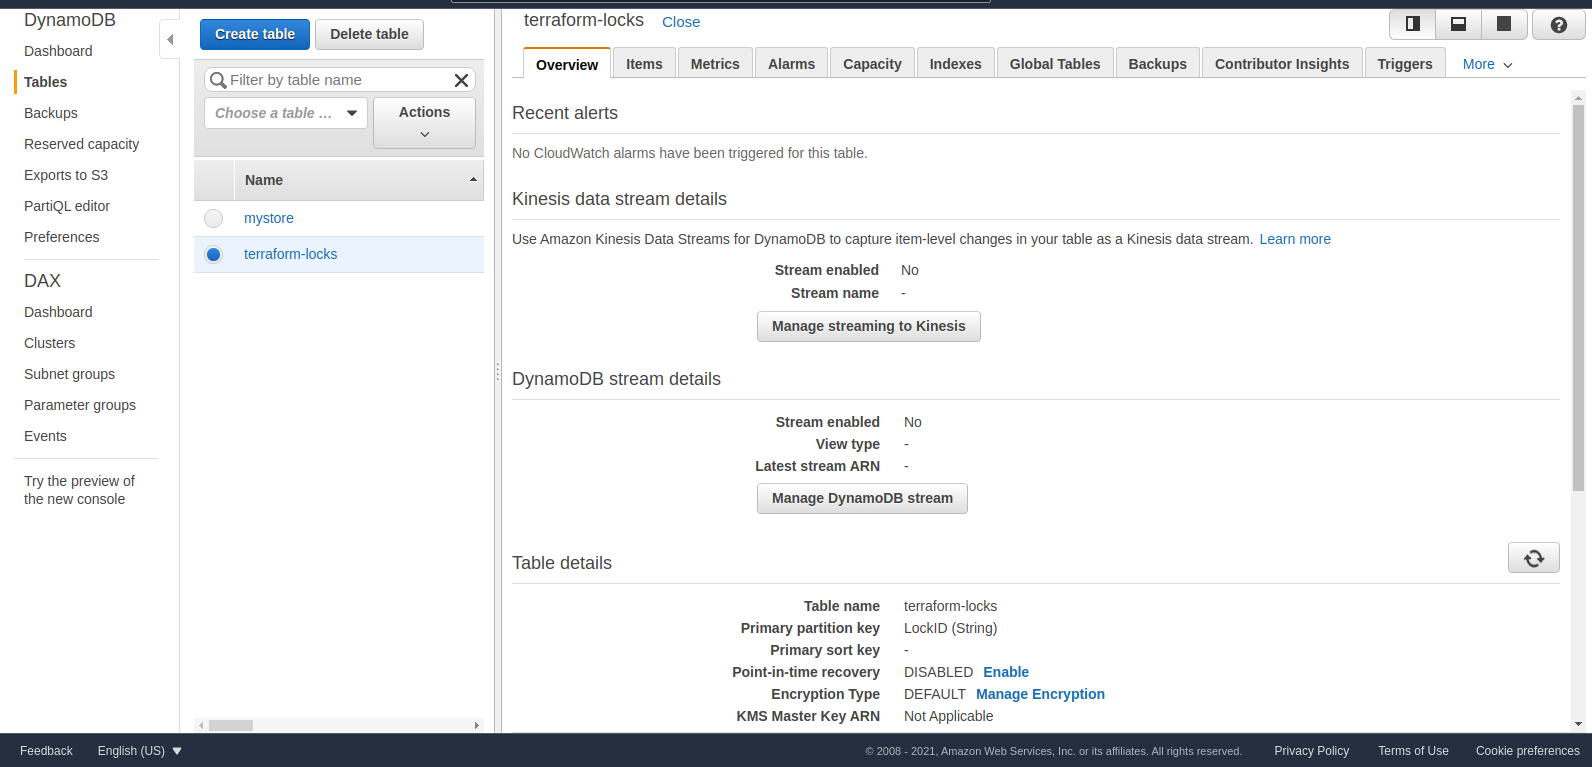 DynamoDB
Dashboard
Tables
Backups
Reserved capacity
Exports to S3
PartiQL editor
Preferences
DAX
Dashboard
Clusters
Subnet groups
Parameter groups
Events
Try the preview of
the new console
Create table
Delete table
Filter by table name
Choose a table ...
Actions
Name
mystore
terraform-locks
terraform-locks Close
Overview Items Metrics Alarms Capacity Indexes Global Tables Backups Contributor Insights Triggers More
Recent alerts
No CloudWatch alarms have been triggered for this table.
Kinesis data stream details
Use Amazon Kinesis Data Streams for DynamoDB to capture item-level changes in your table as a Kinesis data stream. Learn more
Stream enabled No
Stream name -
Manage streaming to Kinesis
DynamoDB stream details
Stream enabled No
View type -
Latest stream ARN -
Manage DynamoDB stream
Table details
Table name terraform-locks
Primary partition key LockID (String)
Primary sort key -
Point-in-time recovery DISABLED Enable
Encryption Type DEFAULT Manage Encryption
KMS Master Key ARN Not Applicable
Feedback English (US) © 2008 - 2021, Amazon Web Services, Inc. or its affiliates. All rights reserved. Privacy Policy Terms of Use Cookie preferences